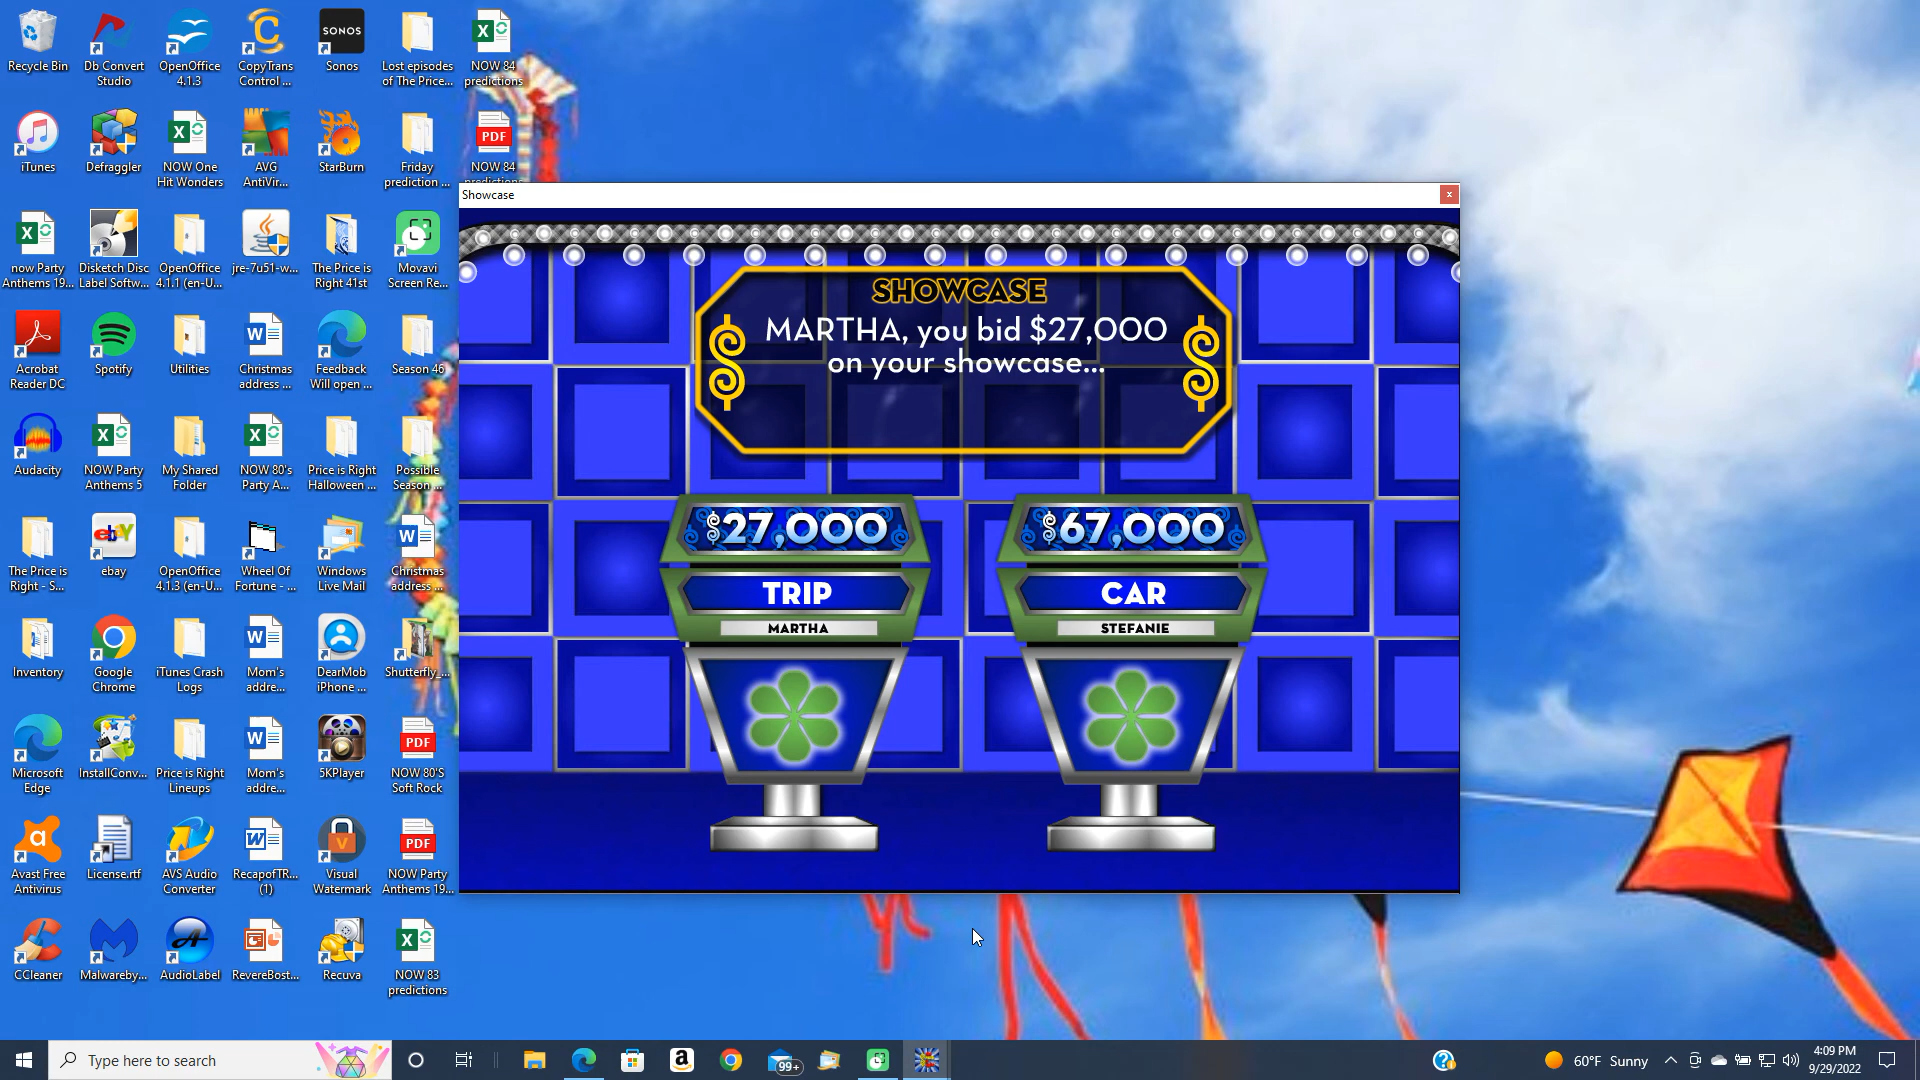 Recycle Bin
Db Convert
Studio
OpenOffice
4.1.3
CopyTrans
Control ...
SONOS
Sonos
Lost episodes
of The Price...
NOW 84
predictions
iTunes
Defraggler
NOW One
Hit Wonders
AVG
AntiVir...
StarBurn
Friday
prediction ...
PDF
NOW 84
predictions
now Party
Anthems 19...
Disketch Disc
Label Softw...
OpenOffice
4.1.1 (en-U...
jre-7u51-w...
The Price is
Right 41st
Movavi
Screen Re...
Acrobat
Reader DC
Spotify
Utilities
Christmas
address ...
Feedback
Will open ...
Season 46
Audacity
NOW Party
Anthems 5
My Shared
Folder
NOW 80's
Party A...
Price is Right
Halloween ...
Possible
Season ...
The Price is
Right - S...
ebay
OpenOffice
4.1.3 (en-U...
Wheel Of
Fortune - ...
Windows
Live Mail
Christmas
address ...
Inventory
Google
Chrome
iTunes Crash
Logs
Mom's
addre...
DearMob
iPhone ...
Shutterfly_...
Microsoft
Edge
InstallConv...
Price is Right
Lineups
Mom's
addre...
5KPlayer
PDF
NOW 80'S
Soft Rock
Avast Free
Antivirus
License.rtf
AVS Audio
Converter
RecapofTR...
(1)
Visual
Watermark
PDF
NOW Party
Anthems 19...
CCleaner
Malwareby...
AudioLabel
RevereBost...
Recuva
NOW 83
predictions
Showcase
SHOWCASE
MARTHA, you bid $27,000
on your showcase...
$27,000
TRIP
MARTHA
$67,000
CAR
STEFANIE
Type here to search
99+
60°F Sunny
4:09 PM
9/29/2022